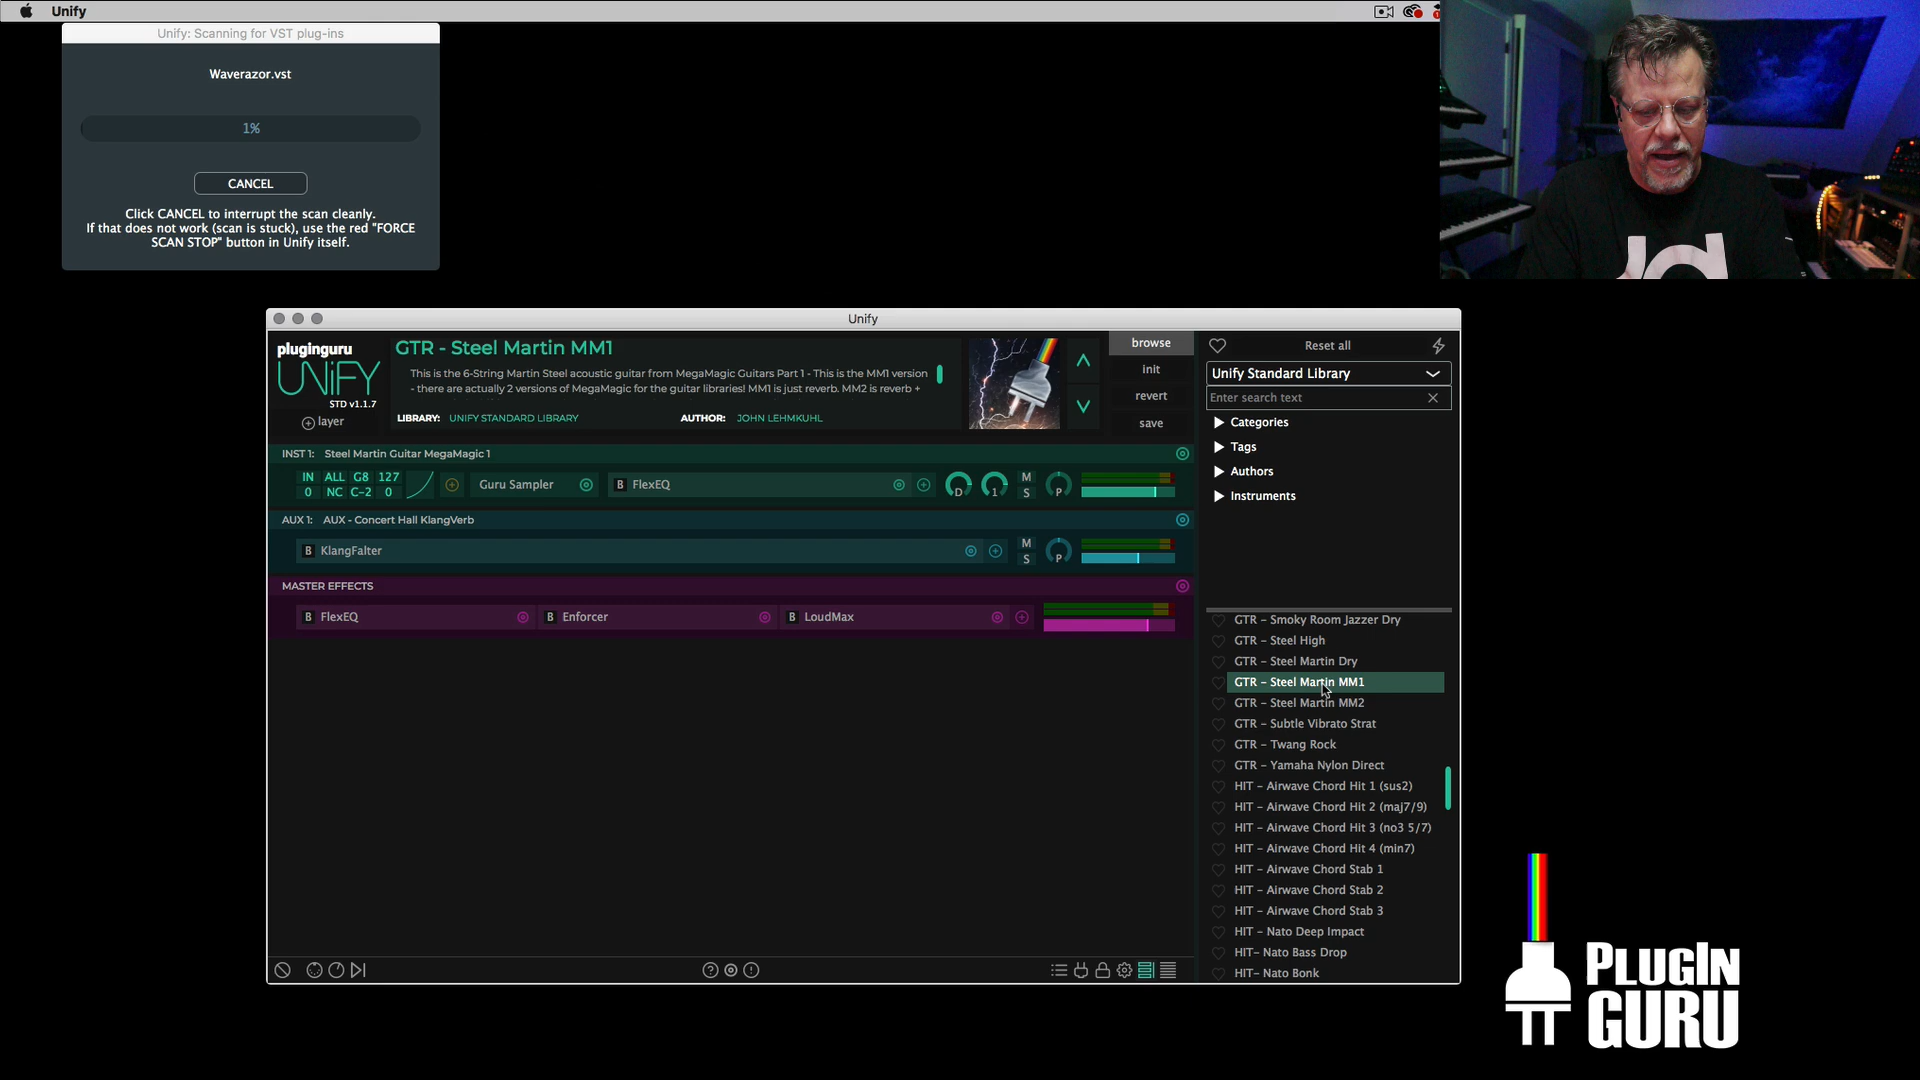 Unify
Unify: Scanning for VST plug-ins
Waverazor.vst
1%
CANCEL
Click CANCEL to interrupt the scan cleanly.
If that does not work (scan is stuck), use the red "FORCE
SCAN STOP" button in Unify itself.
Unify
pluginguru
UNiFY
STD v1.1.7
layer
GTR - Steel Martin MM1
This is the 6-String Martin Steel acoustic guitar from MegaMagic Guitars Part 1 - This is the MM1 version
- there are actually 2 versions of MegaMagic for the guitar libraries! MM1 is just reverb. MM2 is reverb +
LIBRARY: UNIFY STANDARD LIBRARY AUTHOR: JOHN LEHMKUHL
browse
init
revert
save
INST 1: Steel Martin Guitar MegaMagic 1
IN ALL G8 127
0 NC C-2 0
Guru Sampler
B FlexEQ
D
1
M
S
P
AUX 1: AUX - Concert Hall KlangVerb
B KlangFalter
M
S
P
MASTER EFFECTS
B FlexEQ
B Enforcer
B LoudMax
Reset all
Unify Standard Library
Enter search text
Categories
Tags
Authors
Instruments
GTR - Smoky Room Jazzer Dry
GTR - Steel High
GTR - Steel Martin Dry
GTR - Steel Martin MM1
GTR - Steel Martin MM2
GTR - Subtle Vibrato Strat
GTR - Twang Rock
GTR - Yamaha Nylon Direct
HIT - Airwave Chord Hit 1 (sus2)
HIT - Airwave Chord Hit 2 (maj7/9)
HIT - Airwave Chord Hit 3 (no3 5/7)
HIT - Airwave Chord Hit 4 (min7)
HIT - Airwave Chord Stab 1
HIT - Airwave Chord Stab 2
HIT - Airwave Chord Stab 3
HIT - Nato Deep Impact
HIT- Nato Bass Drop
HIT- Nato Bonk
PLUGIN
GURU